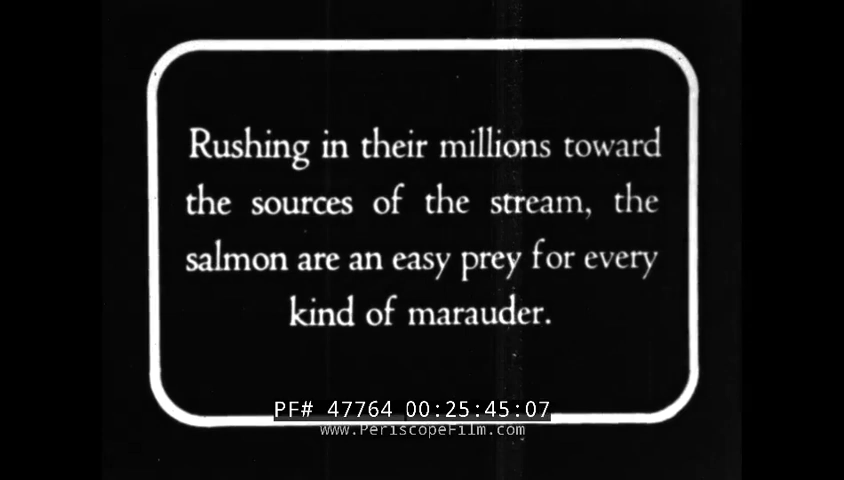 Rushing in their millions toward
the sources of the stream, the
salmon are an easy prey for every
kind of marauder.
PF# 47764 00:25:45:07
www.PeriscopeFilm.com